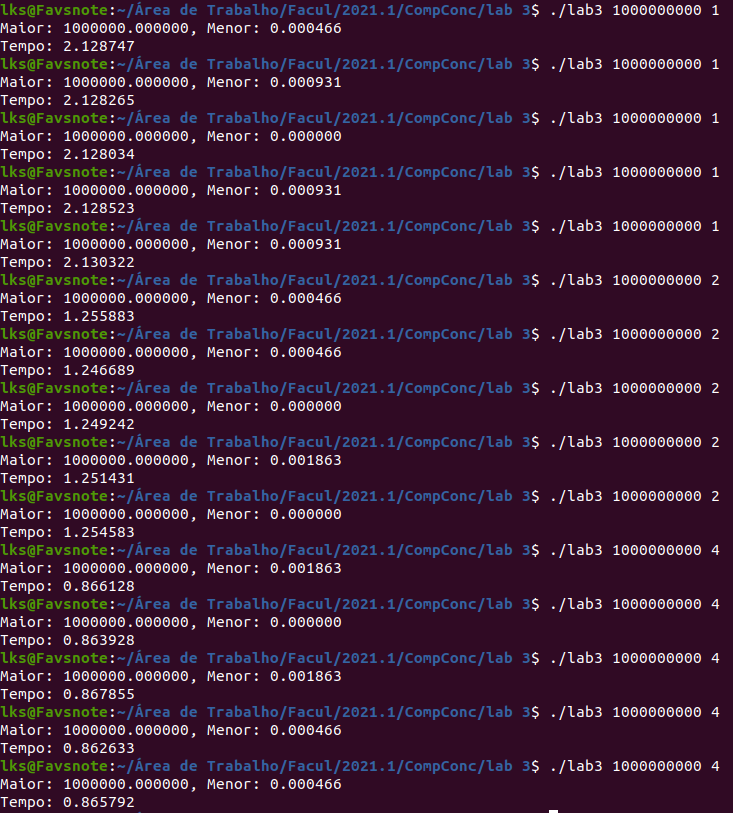 lks@Favsnote:~/Área de Trabalho/Facul/2021.1/CompConc/lab 3$ ./lab3 1000000000 1
Maior: 1000000.000000, Menor: 0.000466
Tempo: 2.128747
lks@Favsnote:~/Área de Trabalho/Facul/2021.1/CompConc/lab 3$ ./lab3 1000000000 1
Maior: 1000000.000000, Menor: 0.000931
Tempo: 2.128265
lks@Favsnote:~/Área de Trabalho/Facul/2021.1/CompConc/lab 3$ ./lab3 1000000000 1
Maior: 1000000.000000, Menor: 0.000000
Tempo: 2.128034
lks@Favsnote:~/Área de Trabalho/Facul/2021.1/CompConc/lab 3$ ./lab3 1000000000 1
Maior: 1000000.000000, Menor: 0.000931
Tempo: 2.128523
lks@Favsnote:~/Área de Trabalho/Facul/2021.1/CompConc/lab 3$ ./lab3 1000000000 1
Maior: 1000000.000000, Menor: 0.000931
Tempo: 2.130322
lks@Favsnote:~/Área de Trabalho/Facul/2021.1/CompConc/lab 3$ ./lab3 1000000000 2
Maior: 1000000.000000, Menor: 0.000466
Tempo: 1.255883
lks@Favsnote:~/Área de Trabalho/Facul/2021.1/CompConc/lab 3$ ./lab3 1000000000 2
Maior: 1000000.000000, Menor: 0.000466
Tempo: 1.246689
lks@Favsnote:~/Área de Trabalho/Facul/2021.1/CompConc/lab 3$ ./lab3 1000000000 2
Maior: 1000000.000000, Menor: 0.000000
Tempo: 1.249242
lks@Favsnote:~/Área de Trabalho/Facul/2021.1/CompConc/lab 3$ ./lab3 1000000000 2
Maior: 1000000.000000, Menor: 0.001863
Tempo: 1.251431
lks@Favsnote:~/Área de Trabalho/Facul/2021.1/CompConc/lab 3$ ./lab3 1000000000 2
Maior: 1000000.000000, Menor: 0.000000
Tempo: 1.254583
lks@Favsnote:~/Área de Trabalho/Facul/2021.1/CompConc/lab 3$ ./lab3 1000000000 4
Maior: 1000000.000000, Menor: 0.001863
Tempo: 0.866128
lks@Favsnote:~/Área de Trabalho/Facul/2021.1/CompConc/lab 3$ ./lab3 1000000000 4
Maior: 1000000.000000, Menor: 0.000000
Tempo: 0.863928
lks@Favsnote:~/Área de Trabalho/Facul/2021.1/CompConc/lab 3$ ./lab3 1000000000 4
Maior: 1000000.000000, Menor: 0.001863
Tempo: 0.867855
lks@Favsnote:~/Área de Trabalho/Facul/2021.1/CompConc/lab 3$ ./lab3 1000000000 4
Maior: 1000000.000000, Menor: 0.000466
Tempo: 0.862633
lks@Favsnote:~/Área de Trabalho/Facul/2021.1/CompConc/lab 3$ ./lab3 1000000000 4
Maior: 1000000.000000, Menor: 0.000466
Tempo: 0.865792